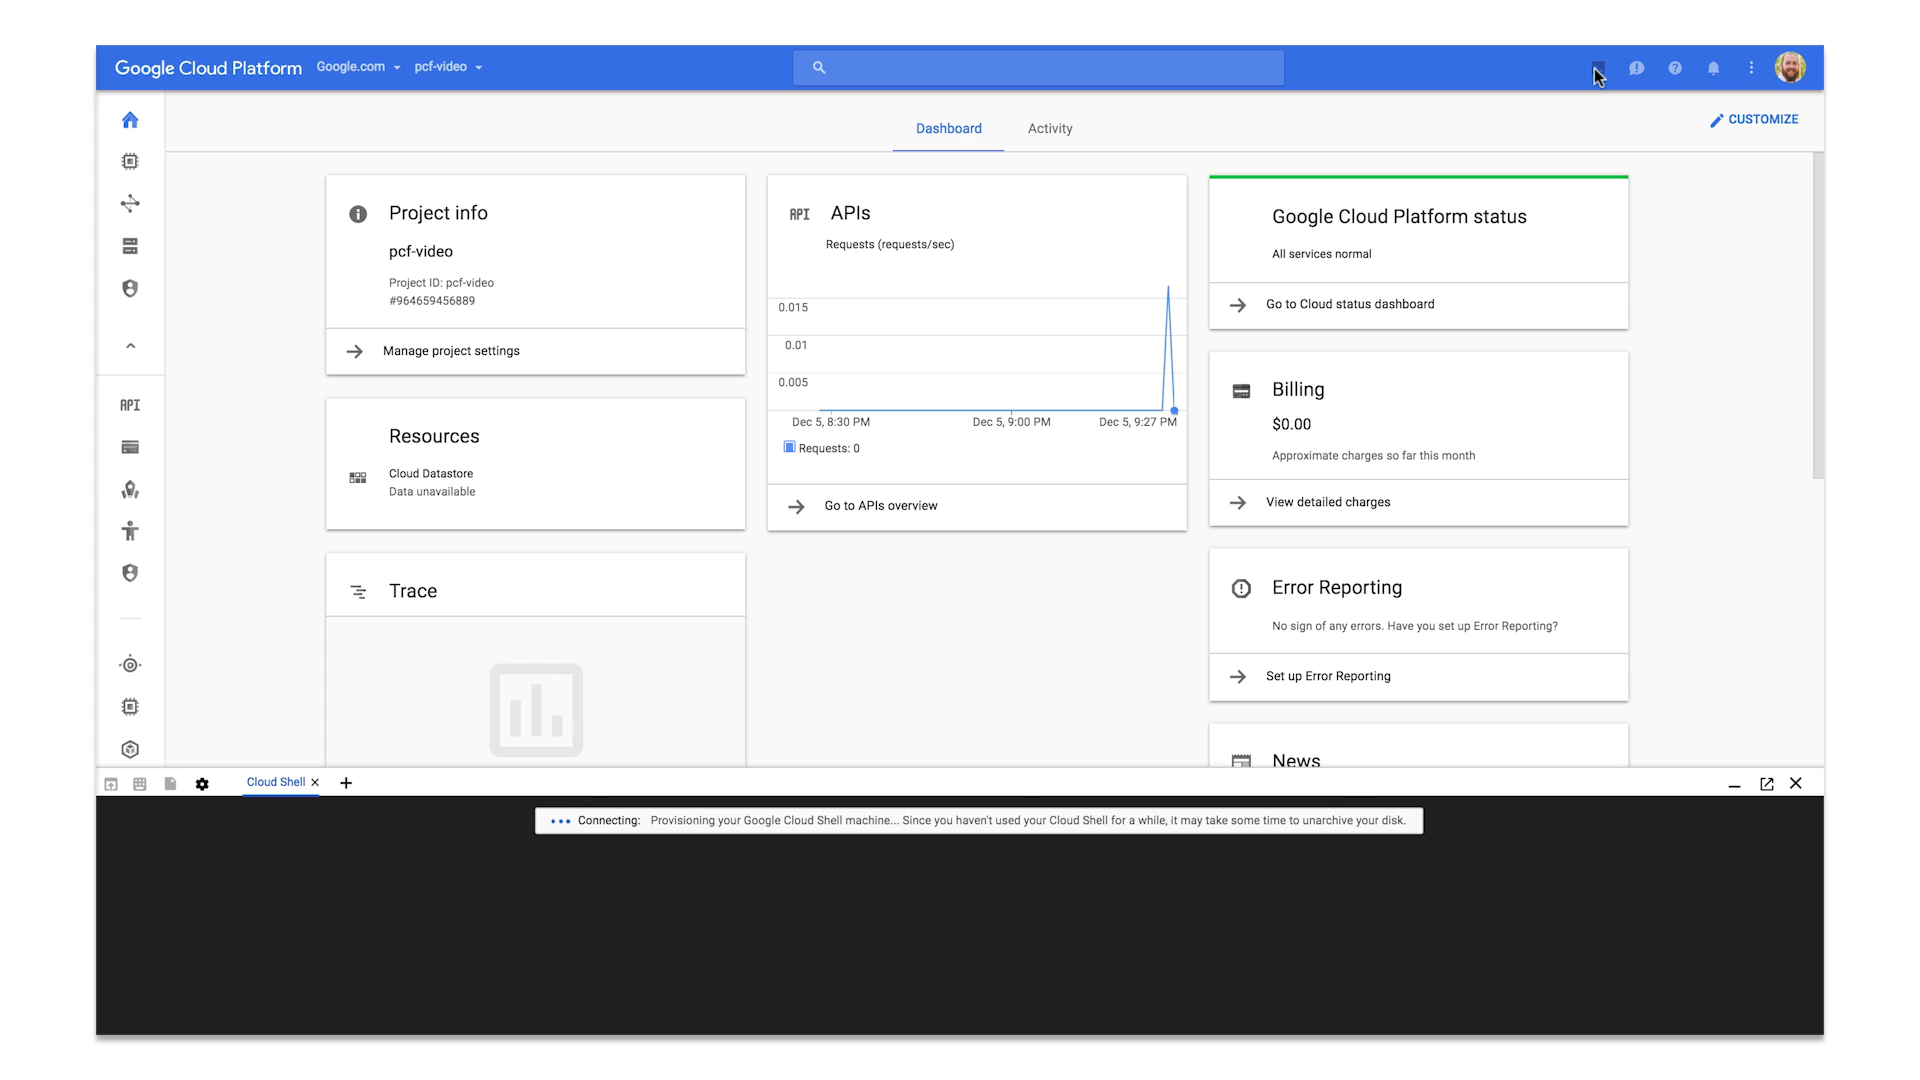 Google Cloud Platform
Google.com
pcf-video
Dashboard
Activity
CUSTOMIZE
Project info
pcf-video
Project ID: pcf-video
#964659456889
Manage project settings
Resources
Cloud Datastore
Data unavailable
Trace
API
APIs
Requests (requests/sec)
0.015
0.01
0.005
Dec 5, 8:30 PM
Dec 5, 9:00 PM
Dec 5, 9:27 PM
Requests: 0
Go to APIs overview
Google Cloud Platform status
All services normal
Go to Cloud status dashboard
Billing
$0.00
Approximate charges so far this month
View detailed charges
Error Reporting
No sign of any errors. Have you set up Error Reporting?
Set up Error Reporting
News
API
Cloud Shell
Connecting: Provisioning your Google Cloud Shell machine... Since you haven't used your Cloud Shell for a while, it may take some time to unarchive your disk.